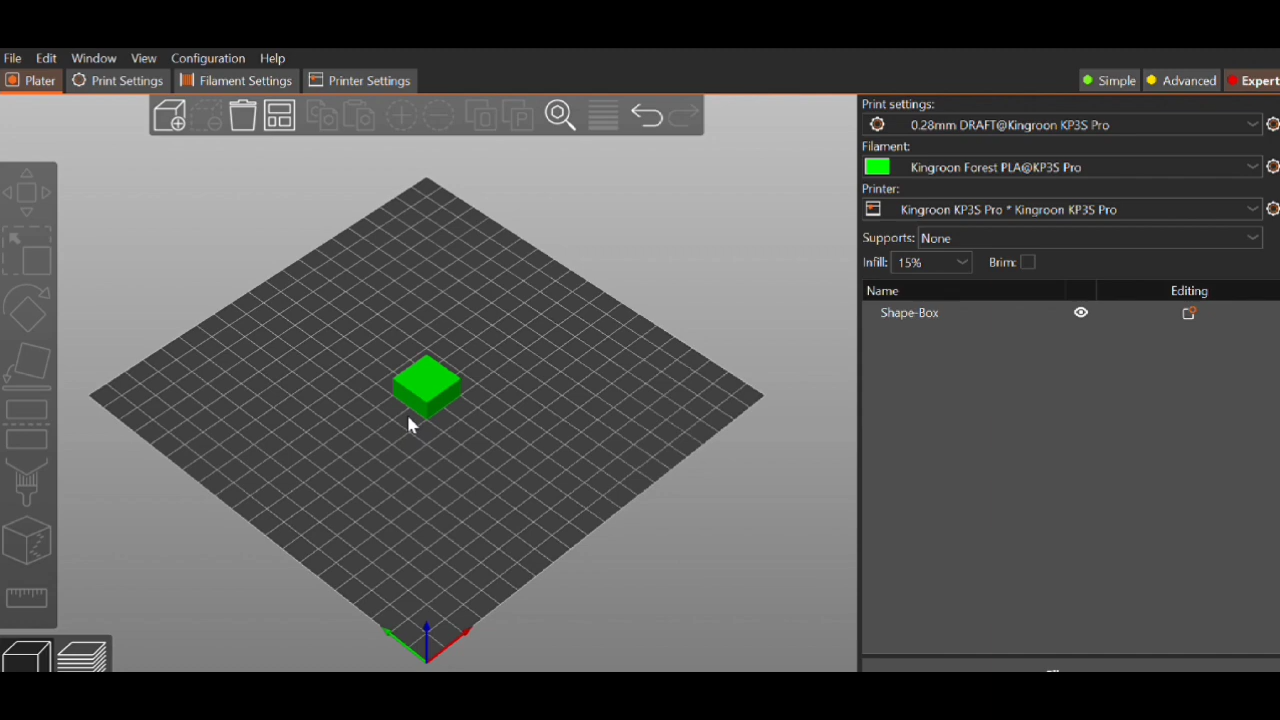 File Edit Window View Configuration Help
Plater Print Settings Filament Settings Printer Settings Simple Advanced Expert
Print settings:
0.28mm DRAFT@Kingroon KP3S Pro
Filament:
Kingroon Forest PLA@KP3S Pro
Printer:
Kingroon KP3S Pro * Kingroon KP3S Pro
Supports: None
Infill: 15% Brim:
Name Editing
Shape-Box